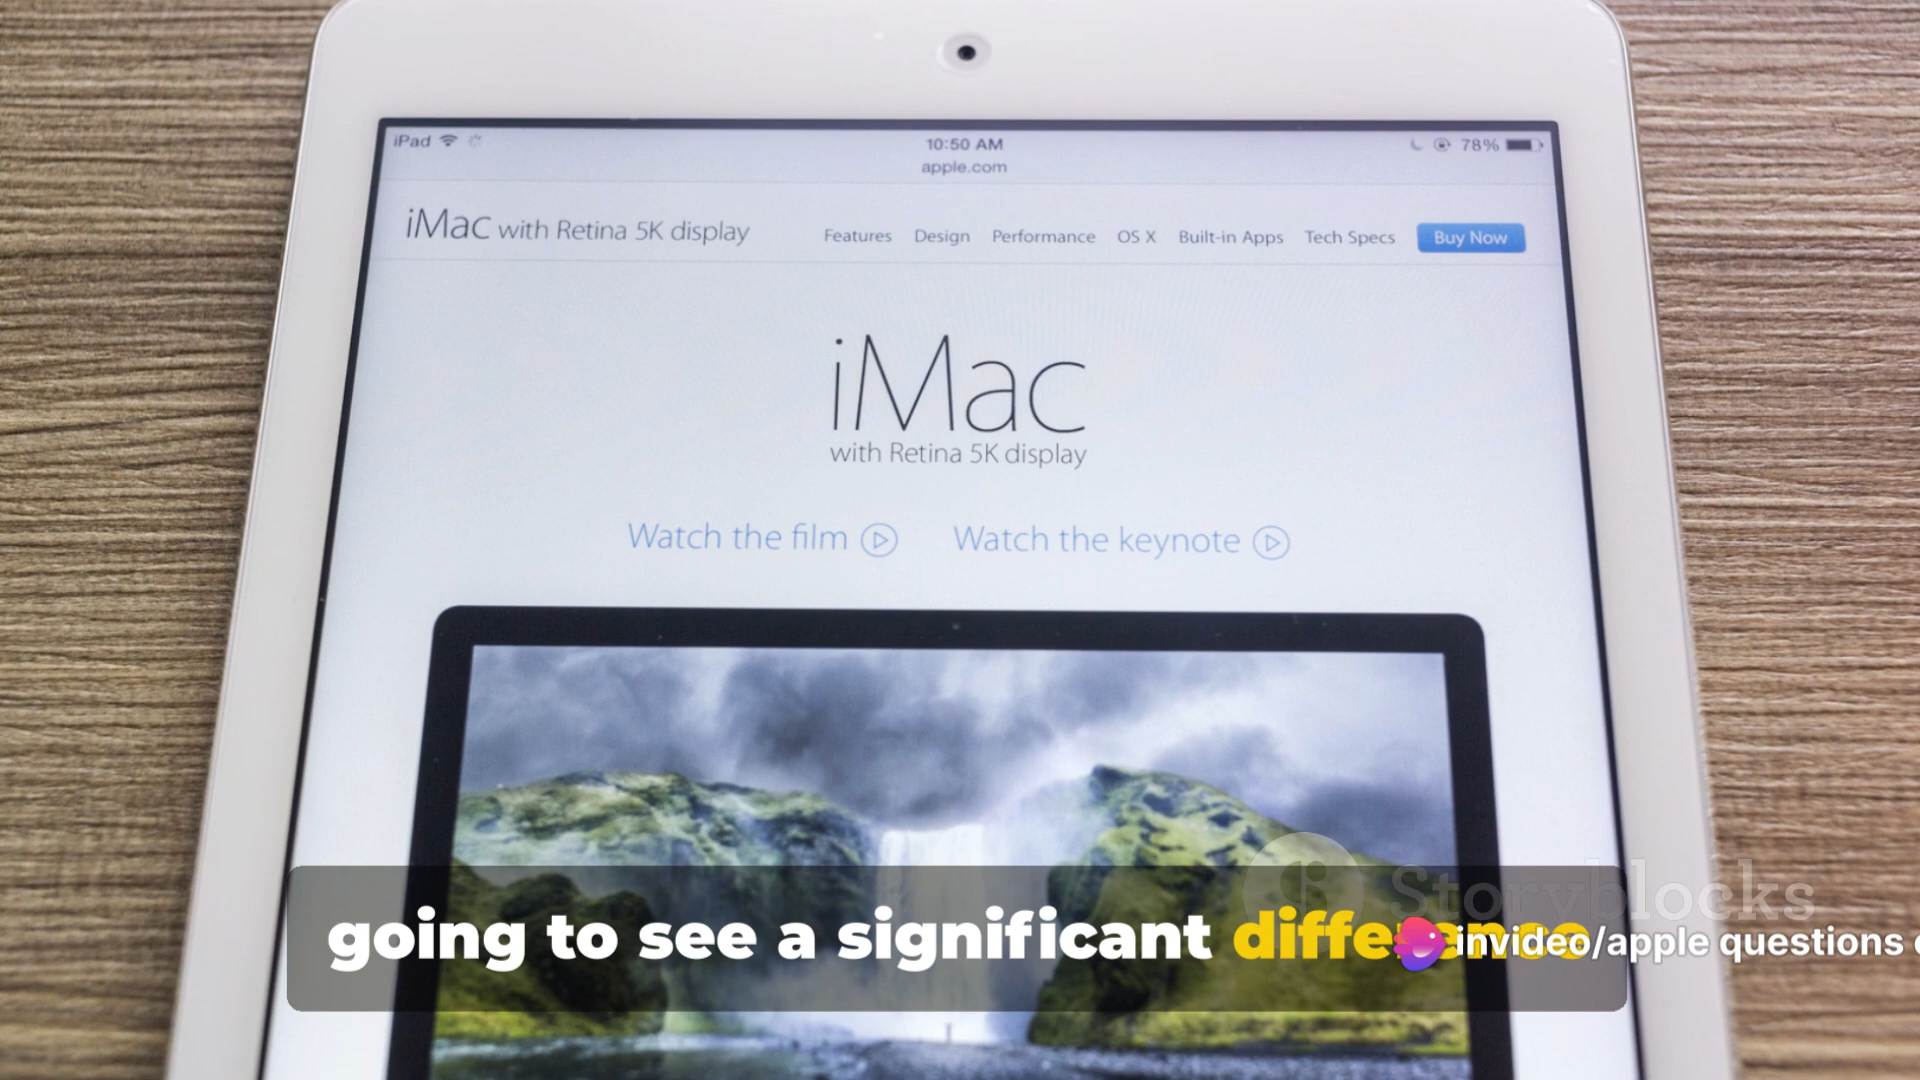 iPad
10:50 AM
78%
apple.com
iMac with Retina 5K display
Features Design Performance OS X Built-in Apps Tech Specs Buy Now
iMac
with Retina 5K display
Watch the film
Watch the keynote
Storyblocks
going to see a significant difference
invideo/apple questions